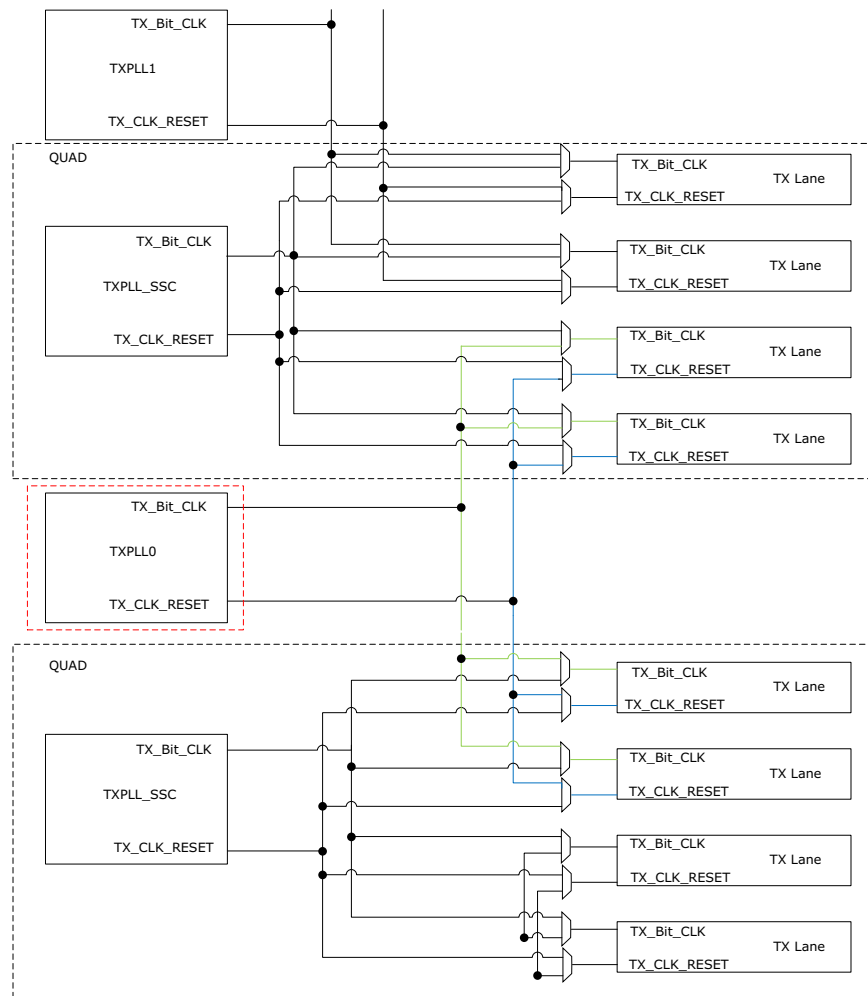 TX_Bit_CLK
TXPLL1
TX_CLK_RESET
QUAD
TX_Bit_CLK
TX Lane
TX_CLK_RESET
TX_Bit_CLK
TXPLL_SSC
TX_CLK_RESET
TX_Bit_CLK
TX Lane
TX_CLK_RESET
TX_Bit_CLK
TX Lane
TX_CLK_RESET
TX_Bit_CLK
TX Lane
TX_CLK_RESET
TX_Bit_CLK
TXPLL0
TX_CLK_RESET
QUAD
TX_Bit_CLK
TX Lane
TX_CLK_RESET
TX_Bit_CLK
TXPLL_SSC
TX_CLK_RESET
TX_Bit_CLK
TX Lane
TX_CLK_RESET
TX_Bit_CLK
TX Lane
TX_CLK_RESET
TX_Bit_CLK
TX Lane
TX_CLK_RESET